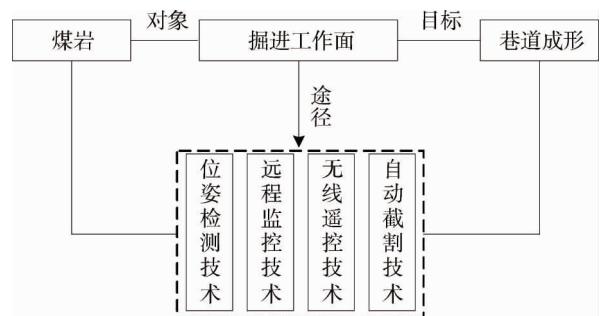 对象
目标
煤岩
掘进工作面
巷道成形
途径
位姿检测技术
远程监控技术
无线遥控技术
自动截割技术